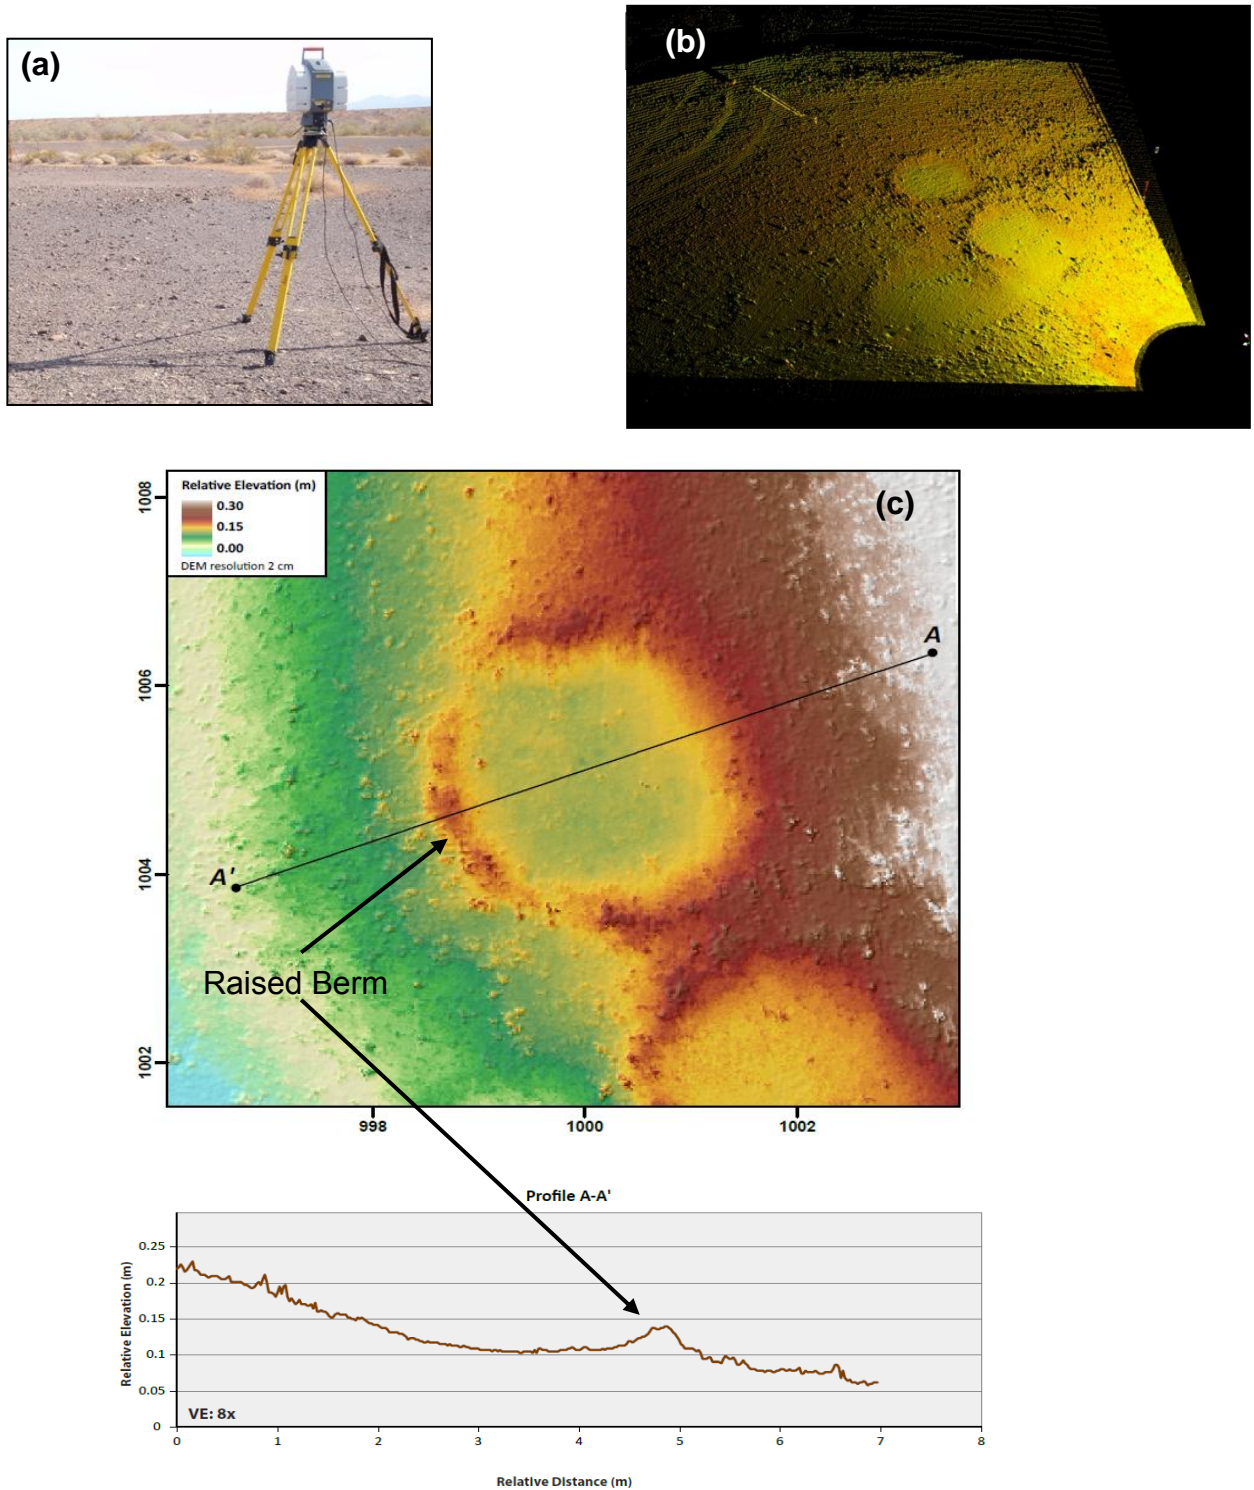 (a)
(b)
(c)
Relative Elevation (m)
0.30
0.15
0.00
DEM resolution 2 cm
1008
1006
1004
1002
A
A'
Raised Berm
998 1000 1002
Profile A-A'
Relative Elevation (m)
0.25
0.2
0.15
0.1
0.05
0
VE: 8x
0 1 2 3 4 5 6 7 8
Relative Distance (m)